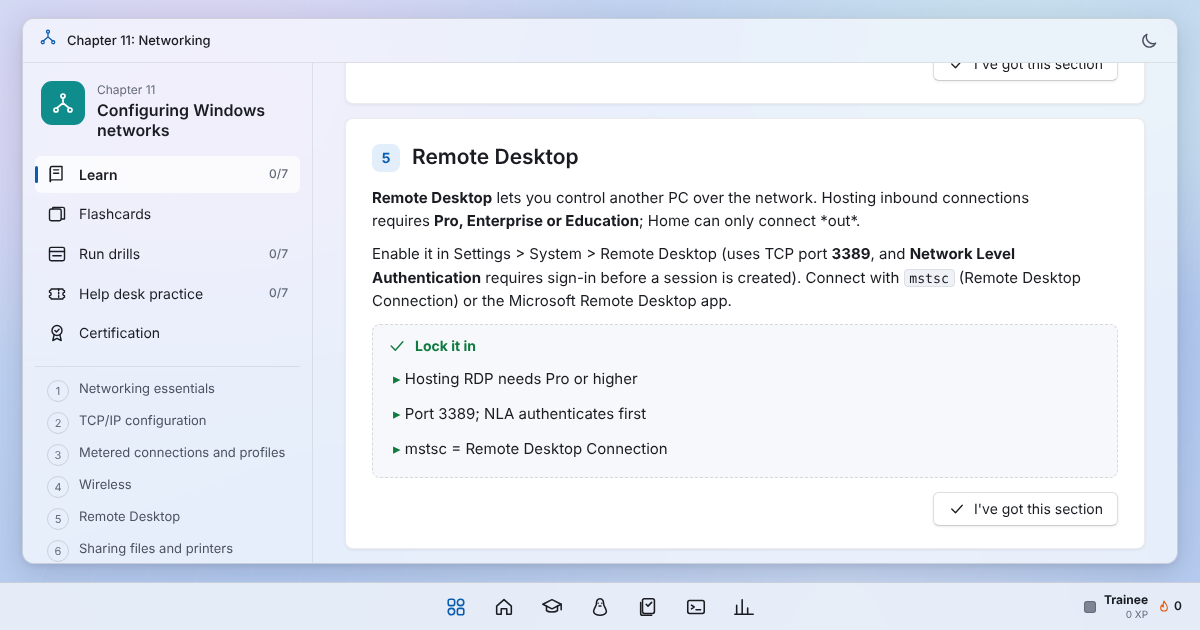 Chapter 11: Networking
Chapter 11
Configuring Windows
networks
Learn 0/7
Flashcards
Run drills 0/7
Help desk practice 0/7
Certification
1 Networking essentials
2 TCP/IP configuration
3 Metered connections and profiles
4 Wireless
5 Remote Desktop
6 Sharing files and printers
I've got this section
5 Remote Desktop
Remote Desktop lets you control another PC over the network. Hosting inbound connections
requires Pro, Enterprise or Education; Home can only connect *out*.
Enable it in Settings > System > Remote Desktop (uses TCP port 3389, and Network Level
Authentication requires sign-in before a session is created). Connect with mstsc (Remote Desktop
Connection) or the Microsoft Remote Desktop app.
Lock it in
▸ Hosting RDP needs Pro or higher
▸ Port 3389; NLA authenticates first
▸ mstsc = Remote Desktop Connection
I've got this section
Trainee
0 XP
0